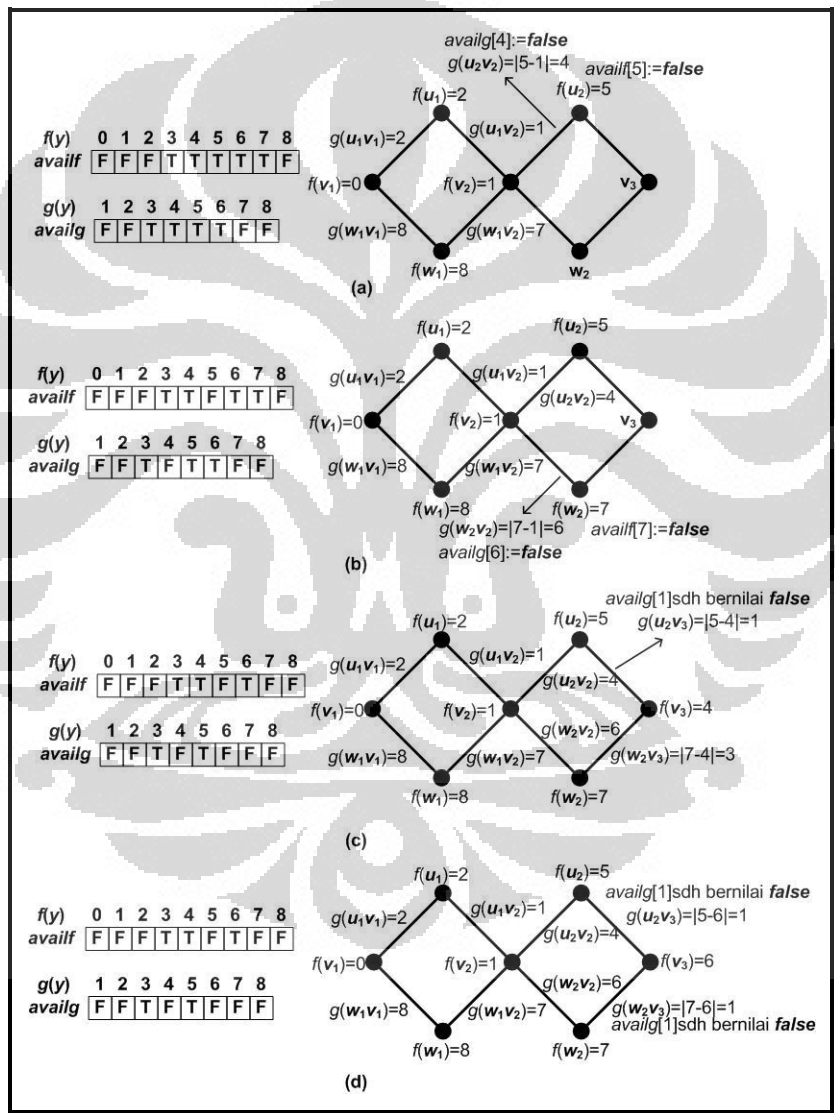 availg[4]:=false
g(u₂v₂)=|5-1|=4
availf[5]:=false
f(u₁)=2
f(u₂)=5
f(y) 0 1 2 3 4 5 6 7 8
availf F F F T T T T T F
g(u₁v₁)=2
g(u₁v₂)=1
f(v₁)=0
f(v₂)=1
v₃
g(y) 1 2 3 4 5 6 7 8
availg F F T T T T F F
g(w₁v₁)=8
g(w₁v₂)=7
f(w₁)=8
w₂
(a)
f(u₁)=2
f(u₂)=5
f(y) 0 1 2 3 4 5 6 7 8
availf F F F T T F T T F
g(u₁v₁)=2
g(u₁v₂)=1
g(u₂v₂)=4
f(v₁)=0
f(v₂)=1
v₃
g(y) 1 2 3 4 5 6 7 8
availg F F T F T T F F
g(w₁v₁)=8
g(w₁v₂)=7
f(w₁)=8
f(w₂)=7
g(w₂v₂)=|7-1|=6
availf[7]:=false
availg[6]:=false
(b)
availg[1]sdh bernilai false
g(u₂v₃)=|5-4|=1
f(u₁)=2
f(u₂)=5
f(y) 0 1 2 3 4 5 6 7 8
availf F F F T T F T F F
g(u₁v₁)=2
g(u₁v₂)=1
g(u₂v₂)=4
f(v₁)=0
f(v₂)=1
f(v₃)=4
g(y) 1 2 3 4 5 6 7 8
availg F F T F T F F F
g(w₂v₂)=6
g(w₁v₁)=8
g(w₁v₂)=7
g(w₂v₃)=|7-4|=3
f(w₁)=8
f(w₂)=7
(c)
f(u₁)=2
f(u₂)=5
availg[1]sdh bernilai false
g(u₂v₃)=|5-6|=1
f(y) 0 1 2 3 4 5 6 7 8
availf F F F T T F T F F
g(u₁v₁)=2
g(u₁v₂)=1
g(u₂v₂)=4
f(v₁)=0
f(v₂)=1
f(v₃)=6
g(y) 1 2 3 4 5 6 7 8
availg F F T F T F F F
g(w₂v₂)=6
g(w₁v₁)=8
g(w₁v₂)=7
g(w₂v₃)=|7-6|=1
availg[1]sdh bernilai false
f(w₁)=8
f(w₂)=7
(d)